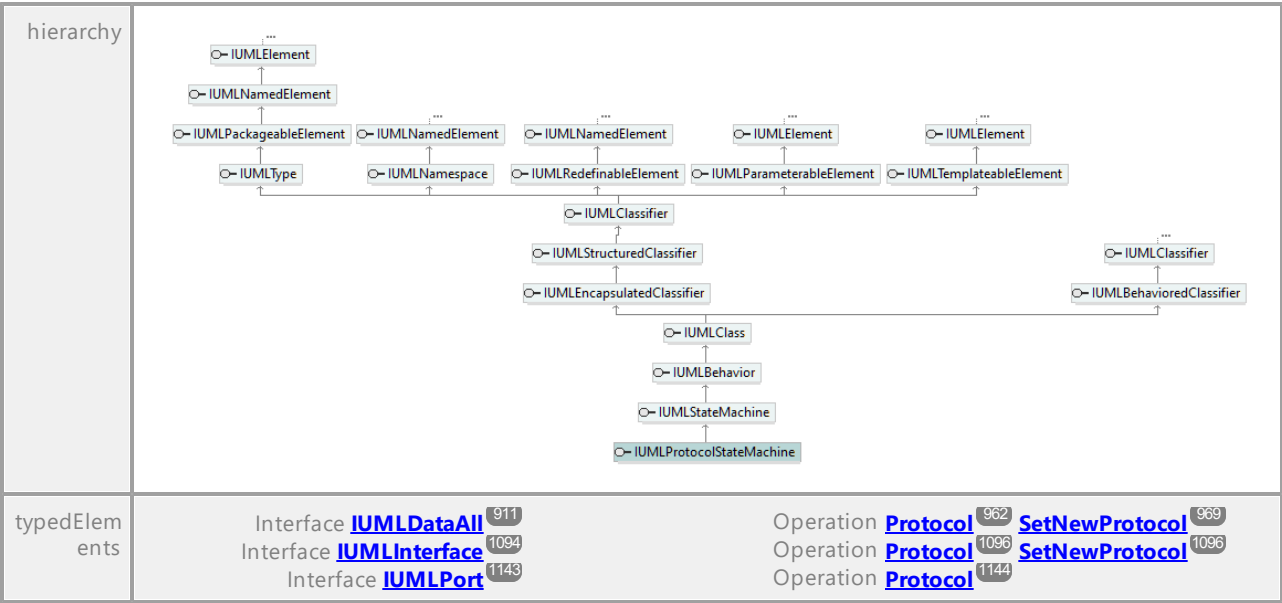 hierarchy
...
IUMLElement
IUMLNamedElement
... ... ... ...
IUMLPackageableElement IUMLNamedElement IUMLNamedElement IUMLElement IUMLElement
IUMLType IUMLNamespace IUMLRedefinableElement IUMLParameterableElement IUMLTemplateableElement
IUMLClassifier
...
IUMLStructuredClassifier IUMLClassifier
IUMLEncapsulatedClassifier IUMLBehavioredClassifier
IUMLClass
IUMLBehavior
IUMLStateMachine
IUMLProtocolStateMachine
typedElem
ents
Interface IUMLDataAll 911 Operation Protocol 962 SetNewProtocol 969
Interface IUMLInterface 1094 Operation Protocol 1096 SetNewProtocol 1096
Interface IUMLPort 1143 Operation Protocol 1144